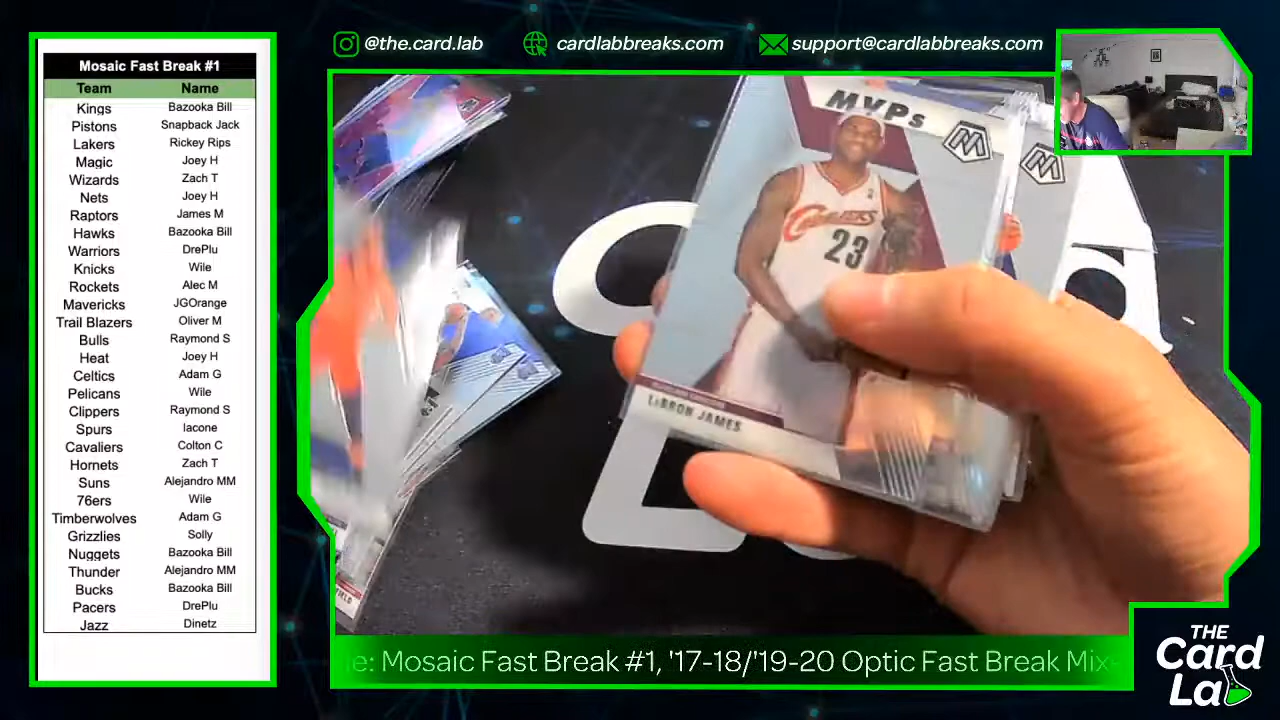 @the.card.lab
cardlabbreaks.com
support@cardlabbreaks.com
Mosaic Fast Break #1
Team Name
Kings Bazooka Bill
Pistons Snapback Jack
Lakers Rickey Rips
Magic Joey H
Wizards Zach T
Nets Joey H
Raptors James M
Hawks Bazooka Bill
Warriors DrePlu
Knicks Wile
Rockets Alec M
Mavericks JGOrange
Trail Blazers Oliver M
Bulls Raymond S
Heat Joey H
Celtics Adam G
Pelicans Wile
Clippers Raymond S
Spurs Iacone
Cavaliers Colton C
Hornets Zach T
Suns Alejandro MM
76ers Wile
Timberwolves Adam G
Grizzlies Solly
Nuggets Bazooka Bill
Thunder Alejandro MM
Bucks Bazooka Bill
Pacers DrePlu
Jazz Dinetz
MVPs
CAVALIERS
23
LEBRON JAMES
e: Mosaic Fast Break #1, '17-18/'19-20 Optic Fast Break Mix-
THE
Card
Lab